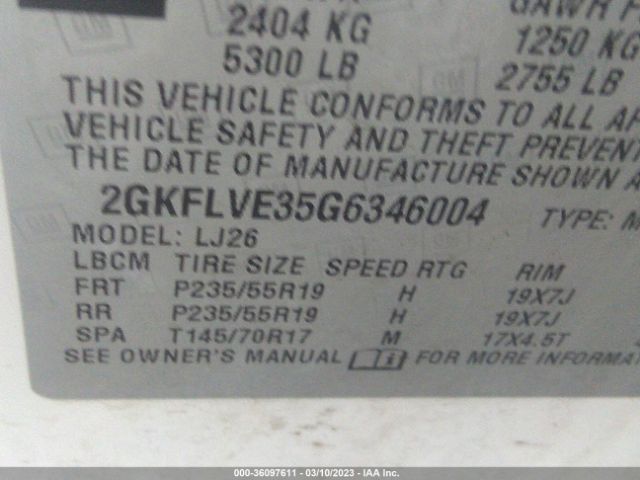 2404 KG
1250 KG
5300 LB
2755 LB
THIS VEHICLE CONFORMS TO ALL
VEHICLE SAFETY AND THEFT
THE DATE OF MANUFACTURE SHOWN
2GKFLVE35G6346004 TYPE:
MODEL: LJ26
LBCM TIRE SIZE SPEED RTG RIM
FRT P235/55R19 H 19X7J
RR P235/55R19 H 19X7J
SPA T145/70R17 M 17X4.5T
SEE OWNER'S MANUAL FOR MORE
000-36097611 - 03/10/2023 - IAA Inc.